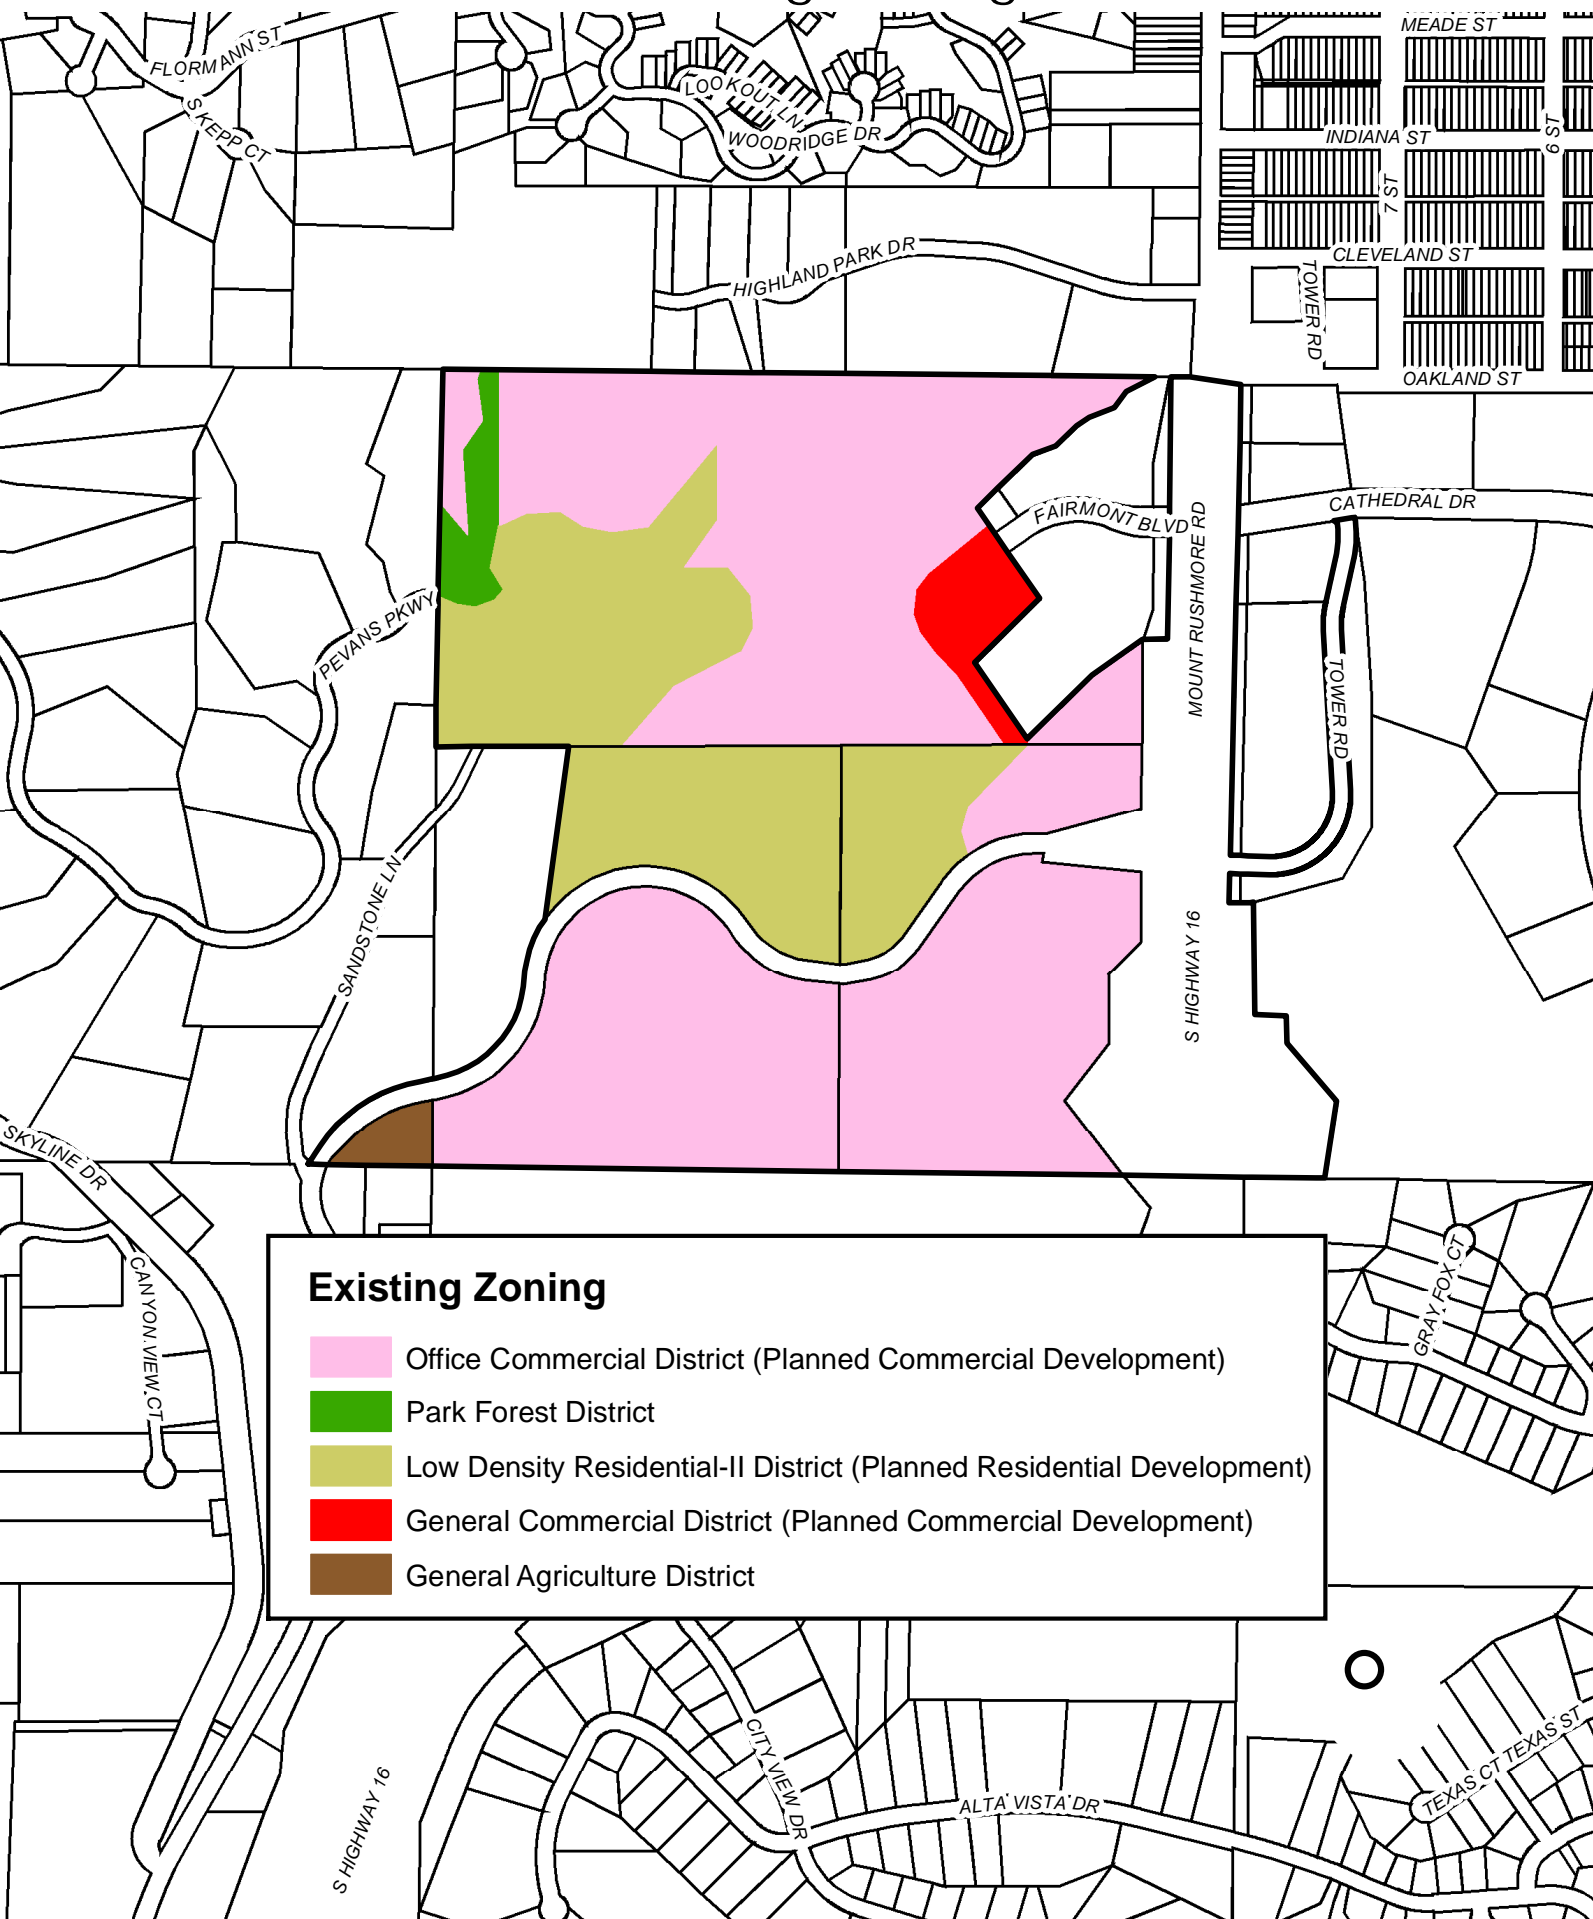 MEADE ST
FLORMANN ST
LOOKOUT LN
S KEPP CT
WOODRIDGE DR
INDIANA ST
6 ST
7 ST
HIGHLAND PARK DR
CLEVELAND ST
TOWER RD
OAKLAND ST
CATHEDRAL DR
FAIRMONT BLVD
MOUNT RUSHMORE RD
PEVANS PKWY
TOWER RD
SANDSTONE LN
S HIGHWAY 16
SKYLINE DR
CANYON VIEW CT
GRAY FOX CT
Existing Zoning
Office Commercial District (Planned Commercial Development)
Park Forest District
Low Density Residential-II District (Planned Residential Development)
General Commercial District (Planned Commercial Development)
General Agriculture District
CITY VIEW DR
TEXAS ST
TEXAS CT
ALTA VISTA DR
S HIGHWAY 16